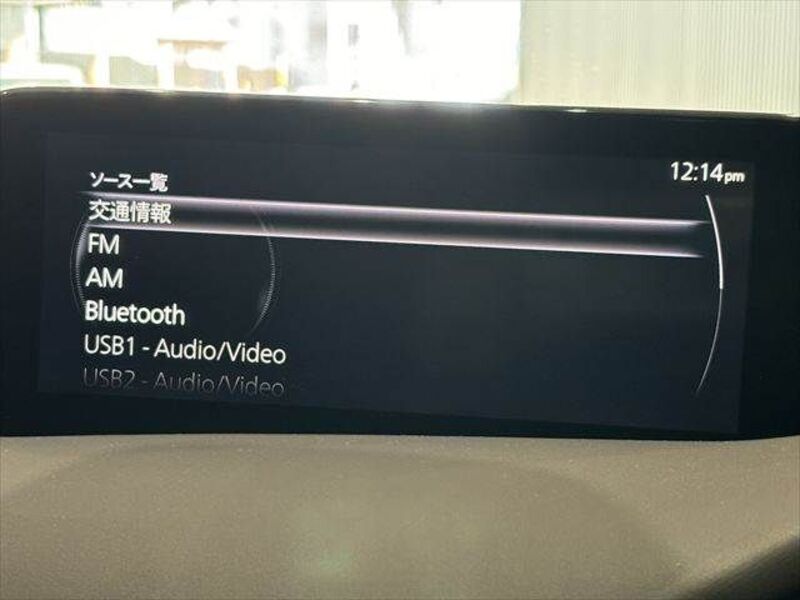 12:14pm
ソース一覧
交通情報
FM
AM
Bluetooth
USB1 - Audio/Video
USB2 - Audio/Video